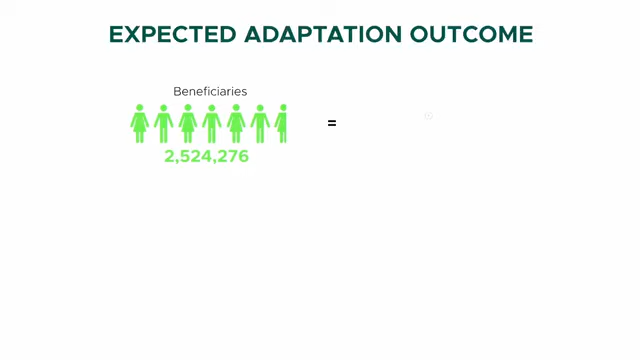 EXPECTED ADAPTATION OUTCOME
Beneficiaries
=
2,524,276